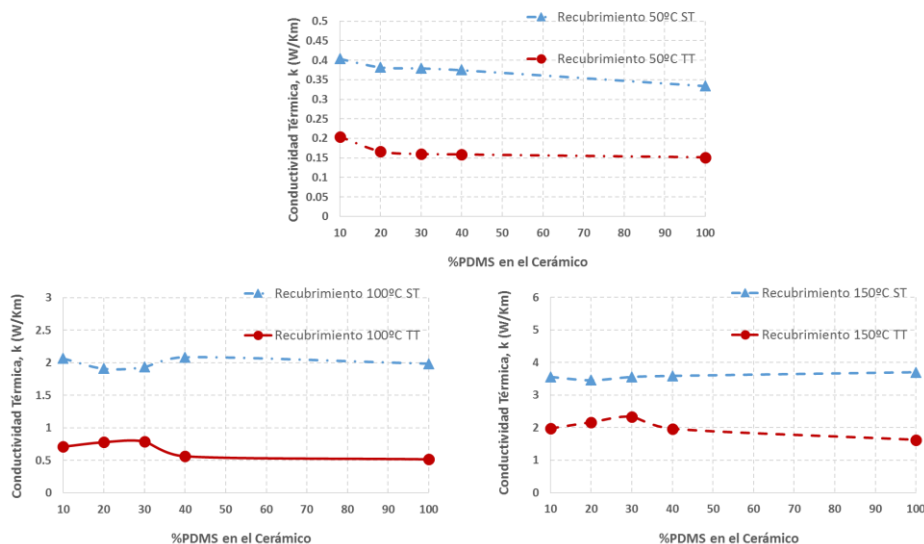 Recubrimiento 50ºC ST
Recubrimiento 50ºC TT
Conductividad Térmica, k (W/Km)
0.5
0.45
0.4
0.35
0.3
0.25
0.2
0.15
0.1
0.05
0
10 20 30 40 50 60 70 80 90 100
%PDMS en el Cerámico
Recubrimiento 100ºC ST
Recubrimiento 100ºC TT
Conductividad Térmica, k (W/Km)
3
2.5
2
1.5
1
0.5
0
10 20 30 40 50 60 70 80 90 100
%PDMS en el Cerámico
Recubrimiento 150ºC ST
Recubrimiento 150ºC TT
Conductividad Térmica, k (W/Km)
6
5
4
3
2
1
0
10 20 30 40 50 60 70 80 90 100
%PDMS en el Cerámico